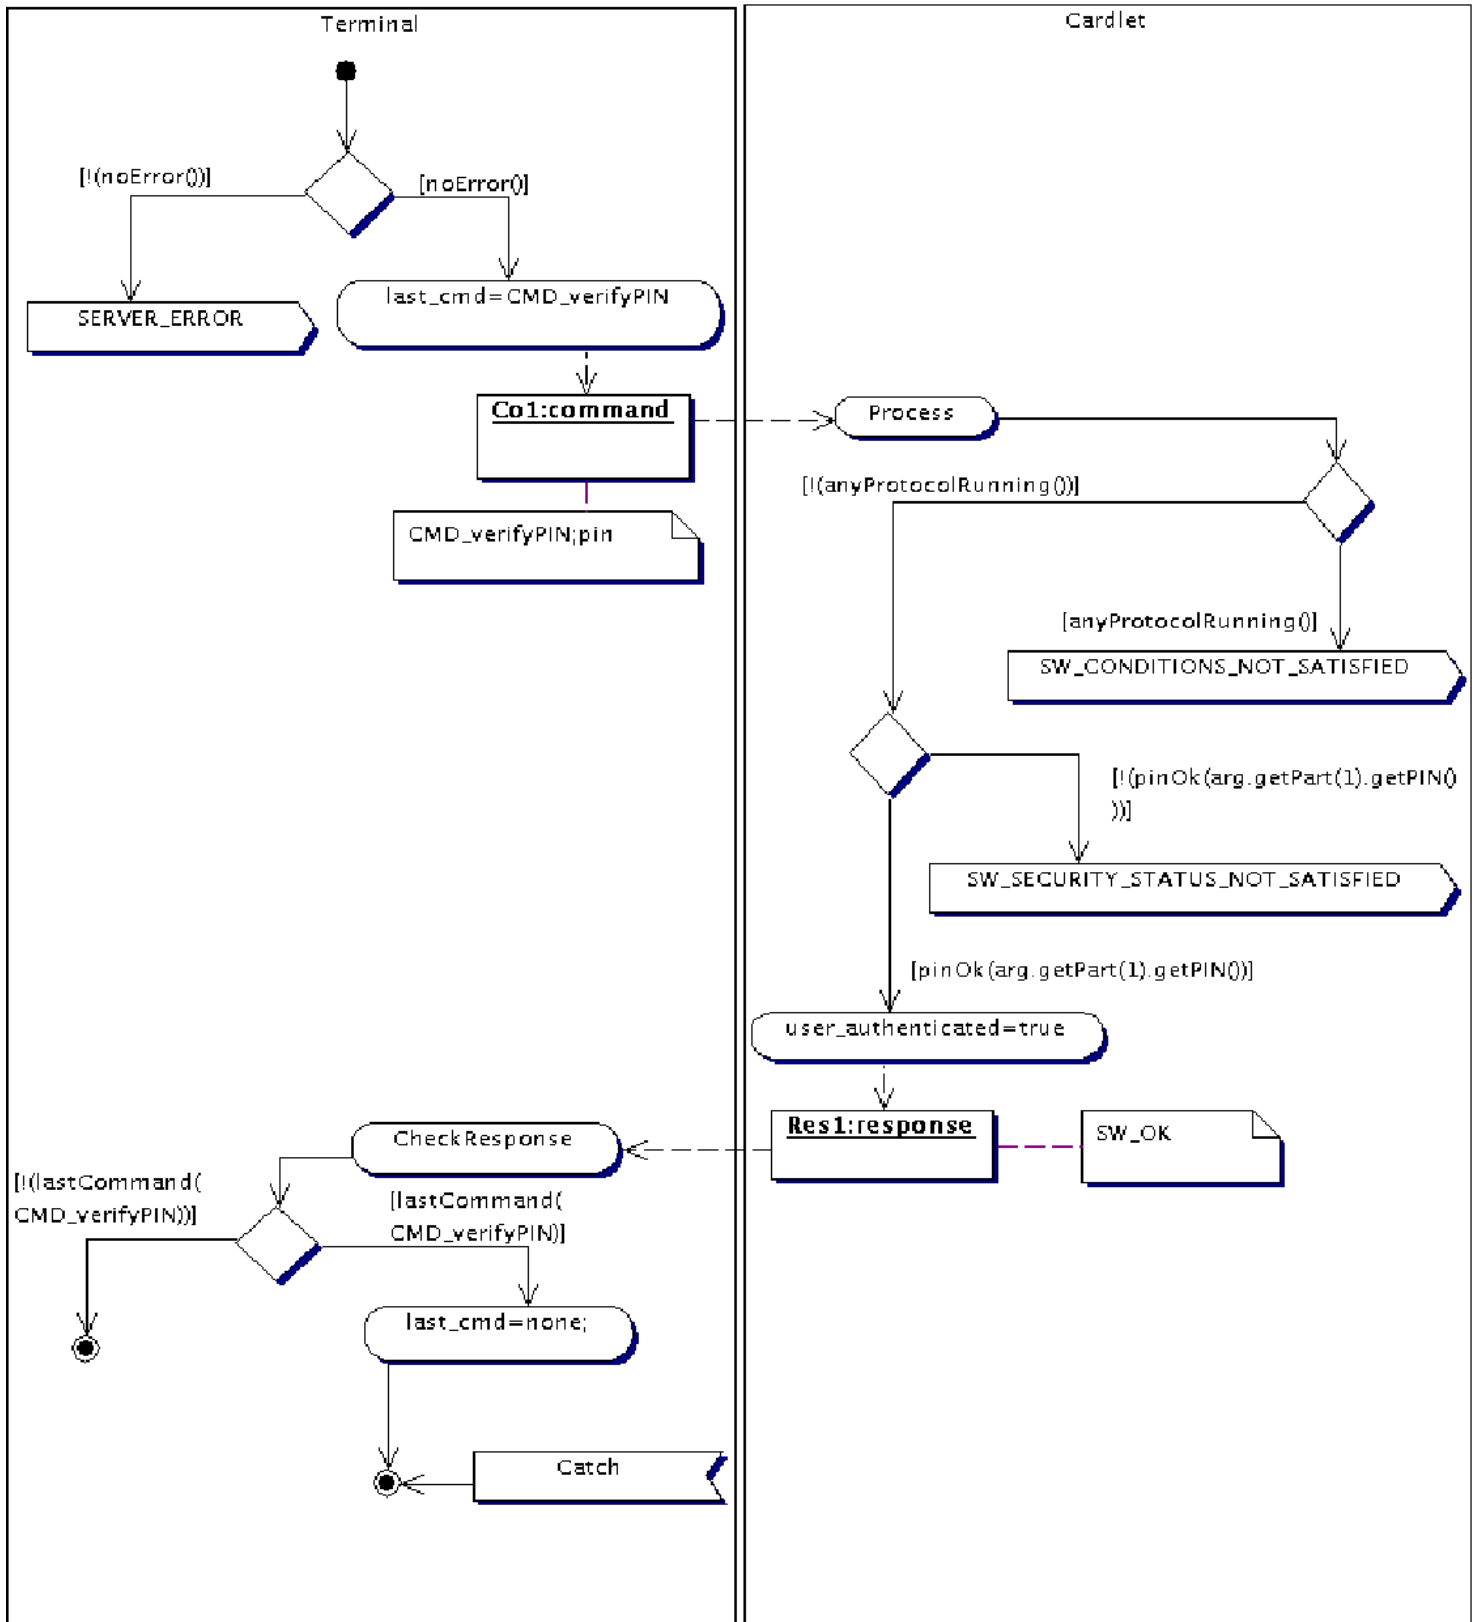 Terminal
Cardlet
[!(noError())]
[noError()]
last_cmd=CMD_verifyPIN
SERVER_ERROR
Co1:command
Process
[!(anyProtocolRunning())]
CMD_verifyPIN;pin
[anyProtocolRunning()]
SW_CONDITIONS_NOT_SATISFIED
[!(pinOk(arg.getPart(1).getPIN()
))]
SW_SECURITY_STATUS_NOT_SATISFIED
[pinOk(arg.getPart(1).getPIN())]
user_authenticated=true
Res1:response
SW_OK
CheckResponse
[!(lastCommand(
CMD_verifyPIN))]
[lastCommand(
CMD_verifyPIN)]
last_cmd=none;
Catch